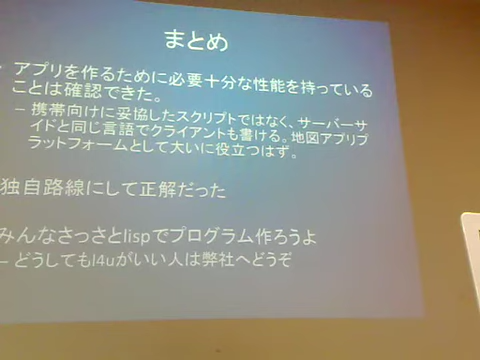 まとめ
アプリを作るために必要十分な性能を持っている
ことは確認できた。
– 携帯向けに妥協したスクリプトではなく、サーバーサ
イドと同じ言語でクライアントも書ける。地図アプリプ
ラットフォームとして大いに役立つはず。
独自路線にして正解だった
みんなさっさとlispでプログラム作ろうよ
– どうしてもl4uがいい人は弊社へどうぞ